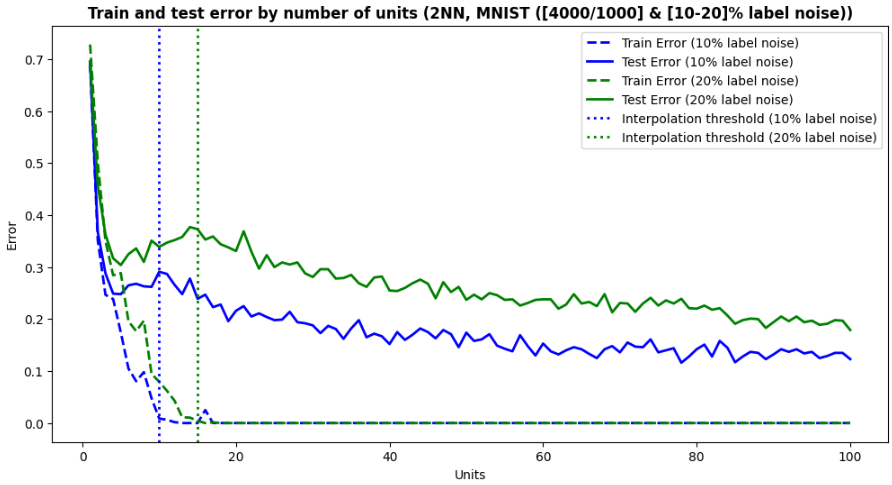 Train and test error by number of units (2NN, MNIST ([4000/1000] & [10-20]% label noise))
Train Error (10% label noise)
Test Error (10% label noise)
Train Error (20% label noise)
Test Error (20% label noise)
Interpolation threshold (10% label noise)
Interpolation threshold (20% label noise)
Error
0.7
0.6
0.5
0.4
0.3
0.2
0.1
0.0
0 20 40 60 80 100
Units